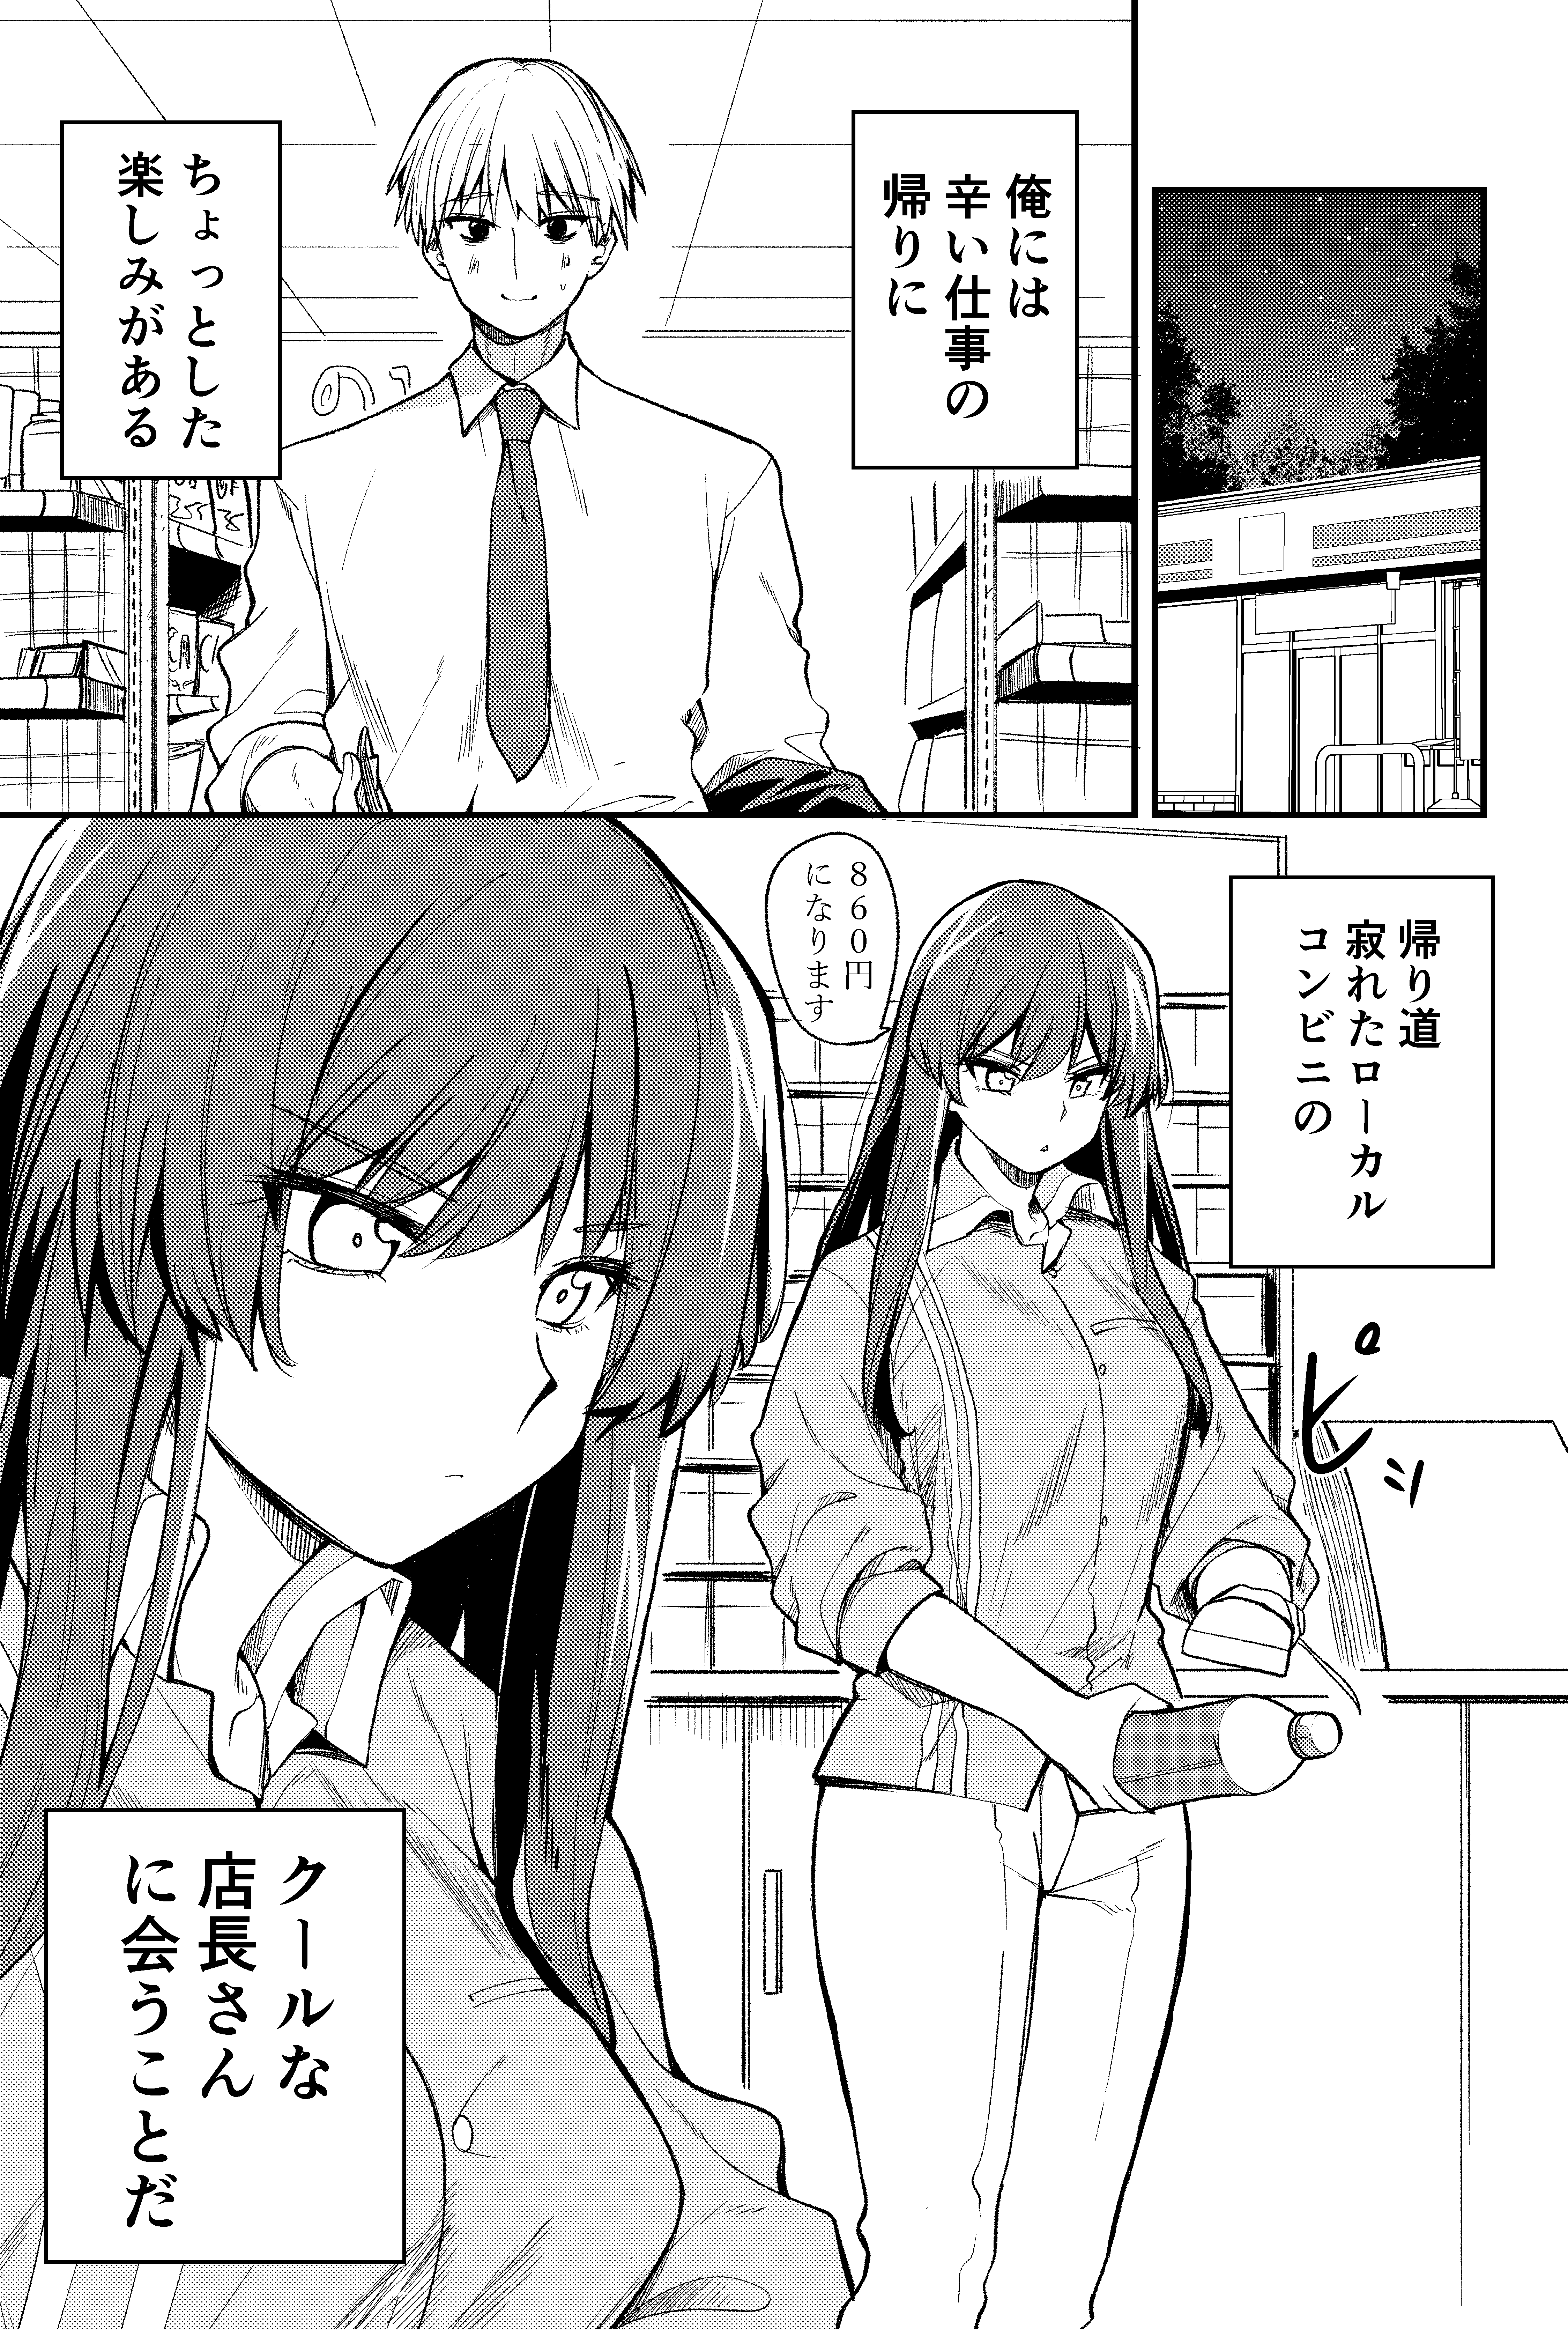 俺には
辛い仕事の
帰りに
ちょっとした
楽しみがある
帰り道
寂れたローカル
コンビニの
ピッ
860円
になります
クールな
店長さん
に会うことだ